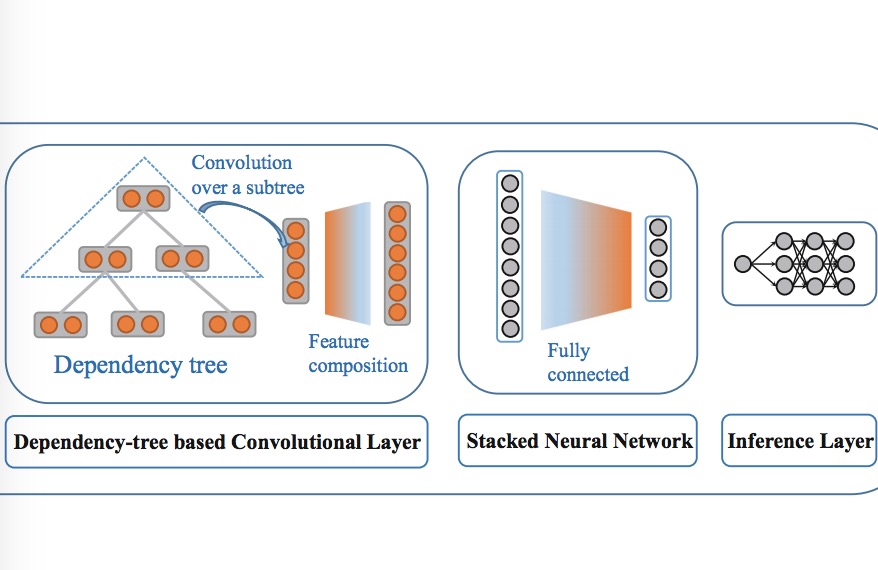 Convolution
over a subtree
Dependency tree
Feature
composition
Fully
connected
Dependency-tree based Convolutional Layer
Stacked Neural Network
Inference Layer